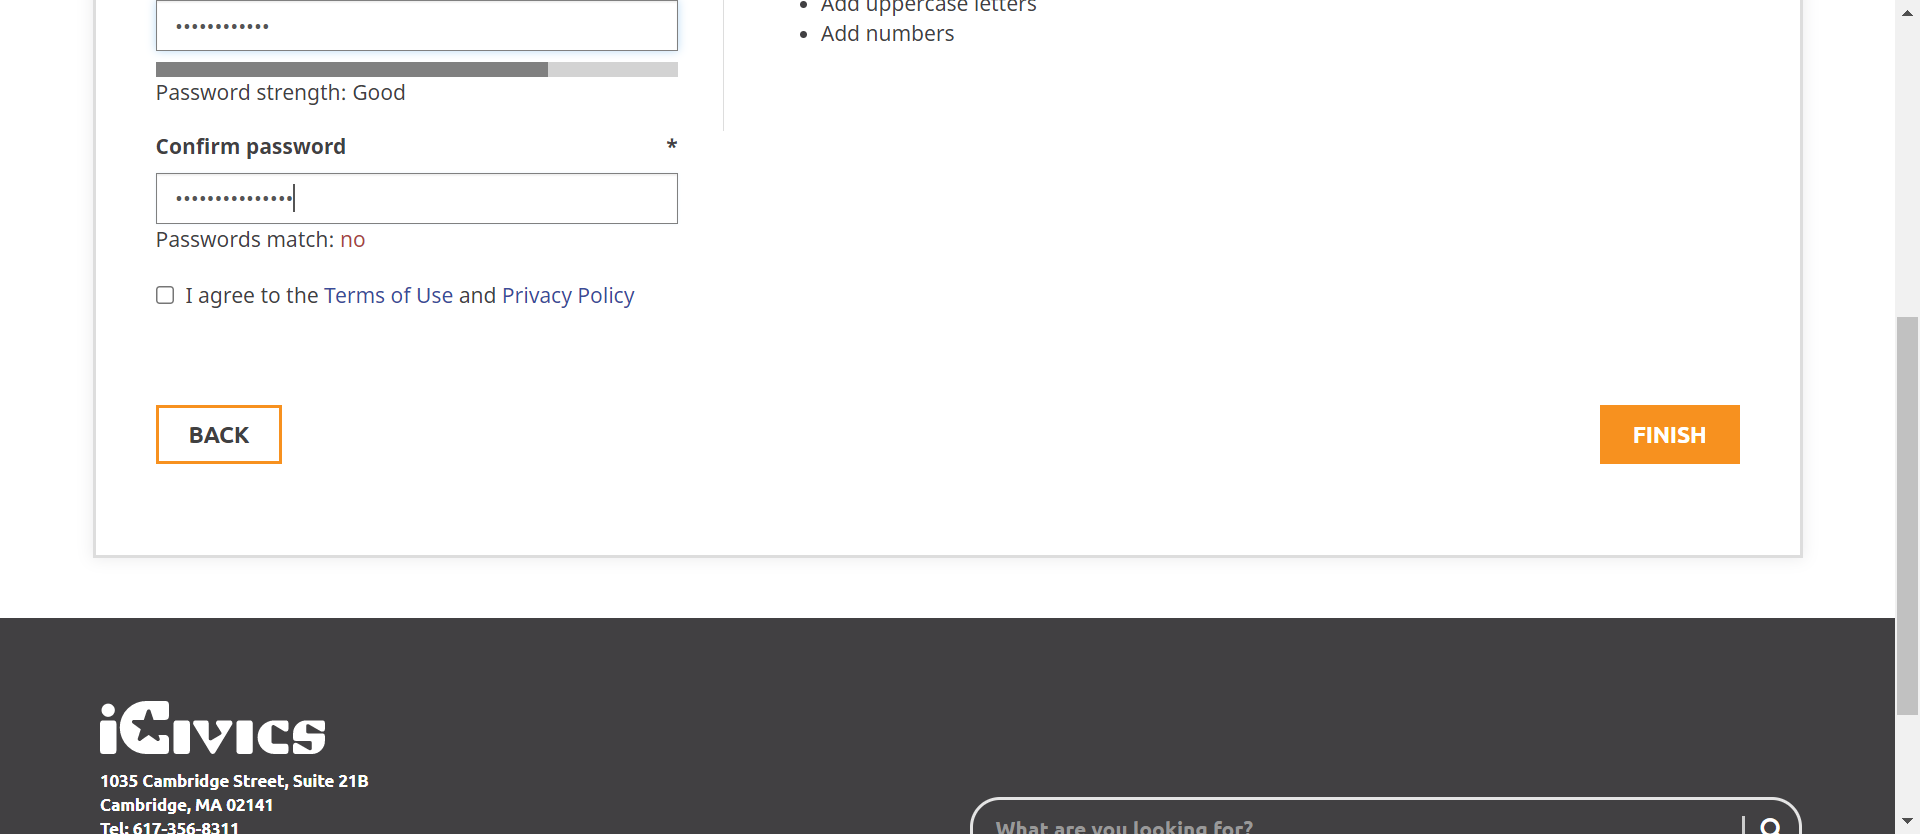 Add uppercase letters
Add numbers
••••••••••••
Password strength: Good
Confirm password *
•••••••••••••••
Passwords match: no
I agree to the Terms of Use and Privacy Policy
BACK
FINISH
iCivics
1035 Cambridge Street, Suite 21B
Cambridge, MA 02141
Tel: 617-356-8311
What are you looking for?